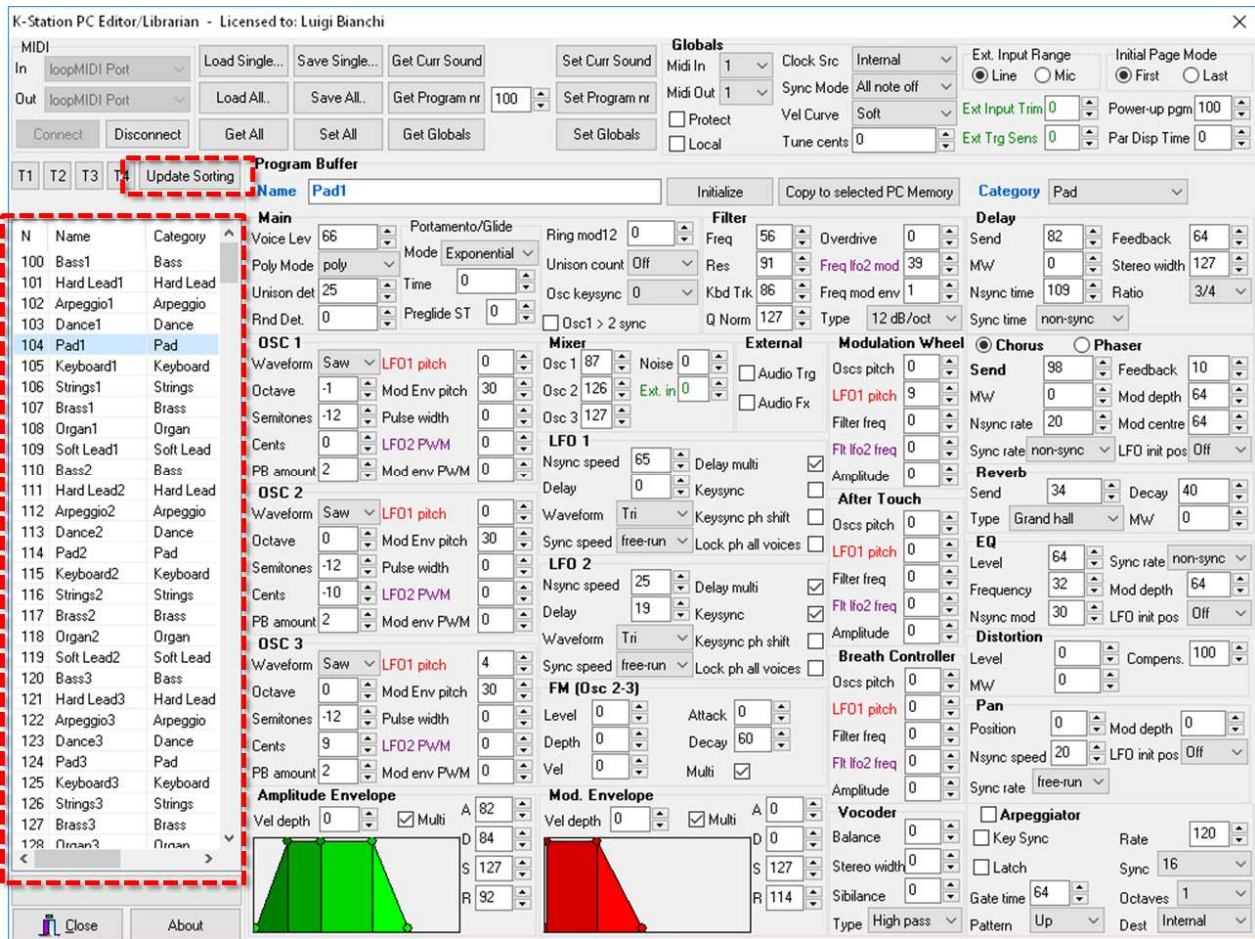 K-Station PC Editor/Librarian - Licensed to: Luigi Bianchi
MIDI
In loopMIDI Port
Out loopMIDI Port
Connect Disconnect
Load Single... Save Single... Get Curr Sound Set Curr Sound
Load All.. Save All.. Get Program nr 100 Set Program nr
Get All Set All Get Globals Set Globals
Globals
Midi In 1 Clock Src Internal
Midi Out 1 Sync Mode All note off
Protect Vel Curve Soft
Local Tune cents 0
Ext. Input Range
Line Mic
Ext Input Trim 0
Ext Trg Sens 0
Initial Page Mode
First Last
Power-up pgm 100
Par Disp Time 0
T1 T2 T3 T4 Update Sorting
Program Buffer
Name Pad1 Initialize Copy to selected PC Memory Category Pad
N Name Category
100 Bass1 Bass
101 Hard Lead1 Hard Lead
102 Arpeggio1 Arpeggio
103 Dance1 Dance
104 Pad1 Pad
105 Keyboard1 Keyboard
106 Strings1 Strings
107 Brass1 Brass
108 Organ1 Organ
109 Soft Lead1 Soft Lead
110 Bass2 Bass
111 Hard Lead2 Hard Lead
112 Arpeggio2 Arpeggio
113 Dance2 Dance
114 Pad2 Pad
115 Keyboard2 Keyboard
116 Strings2 Strings
117 Brass2 Brass
118 Organ2 Organ
119 Soft Lead2 Soft Lead
120 Bass3 Bass
121 Hard Lead3 Hard Lead
122 Arpeggio3 Arpeggio
123 Dance3 Dance
124 Pad3 Pad
125 Keyboard3 Keyboard
126 Strings3 Strings
127 Brass3 Brass
128 Organ3 Organ
Close About
Main
Voice Lev 66
Poly Mode poly
Unison det 25
Rnd Det. 0
Portamento/Glide
Mode Exponential
Time 0
Preglide ST 0
Ring mod12 0
Unison count Off
Osc keysync 0
Osc1 > 2 sync
Filter
Freq 56 Overdrive 0
Res 91 Freq lfo2 mod 39
Kbd Trk 86 Freq mod env 1
Q Norm 127 Type 12 dB/oct
Delay
Send 82 Feedback 64
MW 0 Stereo width 127
Nsync time 109 Ratio 3/4
Sync time non-sync
OSC 1
Waveform Saw LFO1 pitch 0
Octave -1 Mod Env pitch 30
Semitones -12 Pulse width 0
Cents 0 LFO2 PWM 0
PB amount 2 Mod env PWM 0
OSC 2
Waveform Saw LFO1 pitch 0
Octave 0 Mod Env pitch 30
Semitones -12 Pulse width 0
Cents -10 LFO2 PWM 0
PB amount 2 Mod env PWM 0
OSC 3
Waveform Saw LFO1 pitch 4
Octave 0 Mod Env pitch 30
Semitones -12 Pulse width 0
Cents 9 LFO2 PWM 0
PB amount 2 Mod env PWM 0
Amplitude Envelope
Vel depth 0 Multi
A 82
D 84
S 127
R 92
Mixer
Osc 1 87 Noise 0
Osc 2 126 Ext. in 0
Osc 3 127
External
Audio Trg
Audio Fx
LFO 1
Nsync speed 65 Delay multi
Delay 0 Keysync
Waveform Tri Keysync ph shift
Sync speed free-run Lock ph all voices
LFO 2
Nsync speed 25 Delay multi
Delay 19 Keysync
Waveform Tri Keysync ph shift
Sync speed free-run Lock ph all voices
FM (Osc 2-3)
Level 0 Attack 0
Depth 0 Decay 60
Vel 0 Multi
Mod. Envelope
Vel depth 0 Multi
A 0
D 0
S 127
R 114
Modulation Wheel
Oscs pitch 0
LFO1 pitch 9
Filter freq 0
Flt lfo2 freq 0
Amplitude 0
After Touch
Oscs pitch 0
LFO1 pitch 0
Filter freq 0
Flt lfo2 freq 0
Amplitude 0
Breath Controller
Oscs pitch 0
LFO1 pitch 0
Filter freq 0
Flt lfo2 freq 0
Amplitude 0
Vocoder
Balance 0
Stereo width 0
Sibilance 0
Type High pass
Chorus Phaser
Send 98 Feedback 10
MW 0 Mod depth 64
Nsync rate 20 Mod centre 64
Sync rate non-sync LFO init pos Off
Reverb
Send 34 Decay 40
Type Grand hall MW 0
EQ
Level 64 Sync rate non-sync
Frequency 32 Mod depth 64
Nsync mod 30 LFO init pos Off
Distortion
Level 0 Compens. 100
MW 0
Pan
Position 0 Mod depth 0
Nsync speed 20 LFO init pos Off
Sync rate free-run
Arpeggiator
Key Sync Rate 120
Latch Sync 16
Gate time 64 Octaves 1
Pattern Up Dest Internal